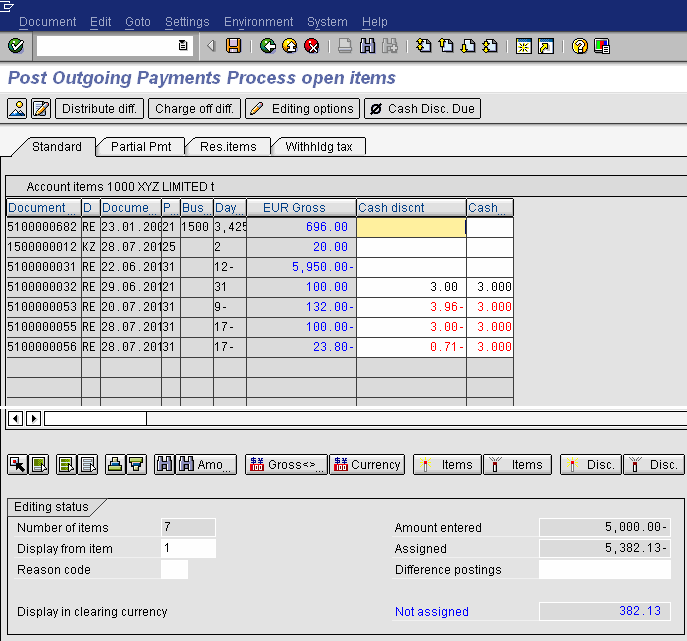 Document Edit Goto Settings Environment System Help
Post Outgoing Payments Process open items
Distribute diff. Charge off diff. Editing options Cash Disc. Due
Standard Partial Pmt Res.items Withhldg tax
Account items 1000 XYZ LIMITED t
Document ... D Docume... P... Bus... Day... EUR Gross Cash discnt Cash...
5100000682 RE 23.01.200 21 1500 3,425 696.00
1500000012 KZ 28.07.201 25 2 20.00
5100000031 RE 22.06.201 31 12- 5,950.00-
5100000032 RE 29.06.201 21 31 100.00 3.00 3.000
5100000053 RE 20.07.201 31 9- 132.00- 3.96- 3.000
5100000055 RE 28.07.201 31 17- 100.00- 3.00- 3.000
5100000056 RE 28.07.201 31 17- 23.80- 0.71- 3.000
Amo... Gross<>... Currency Items Items Disc. Disc.
Editing status
Number of items 7 Amount entered 5,000.00-
Display from item 1 Assigned 5,382.13-
Reason code Difference postings
Display in clearing currency Not assigned 382.13